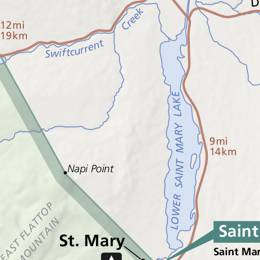 D
12mi
19km
Swiftcurrent
Creek
LOWER SAINT MARY LAKE
9mi
14km
Napi Point
EAST FLATTOP
MOUNTAIN
St. Mary
Saint
Saint Mar